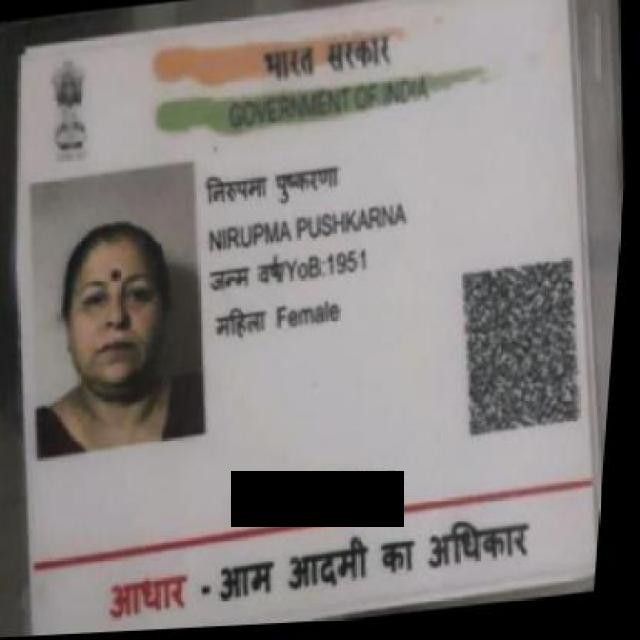 भारत सरकार
GOVERNMENT OF INDIA
निरुपमा पुष्करणा
NIRUPMA PUSHKARNA
जन्म वर्ष/YoB:1951
महिला Female
आधार - आम आदमी का अधिकार